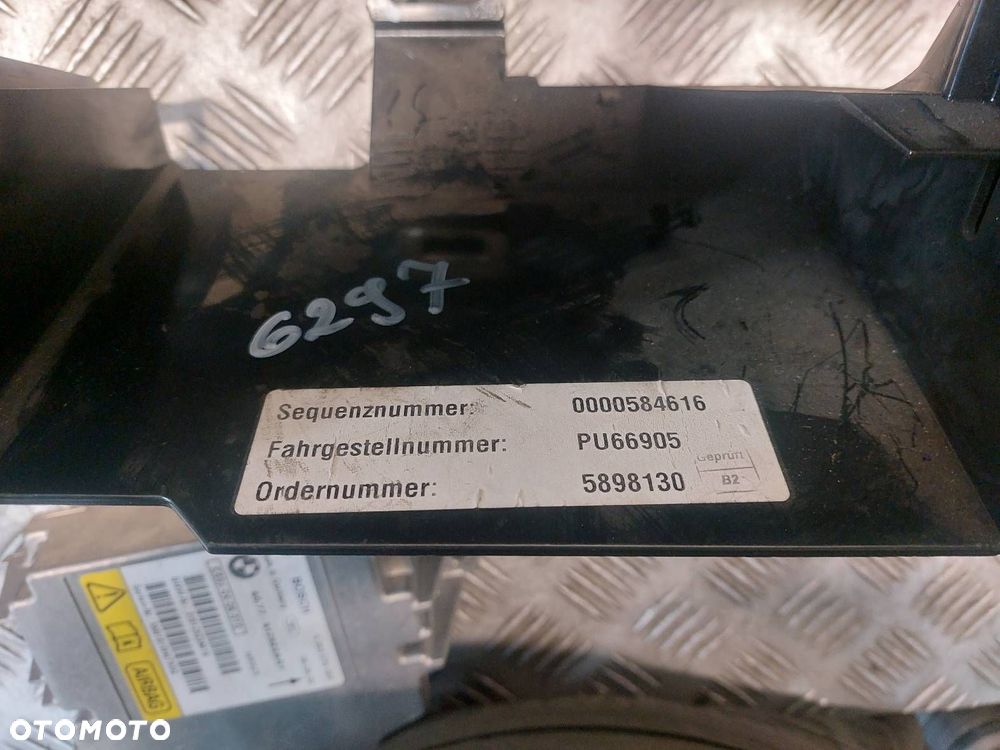 6297
Sequenznummer: 0000584616
Fahrgestellnummer: PU66905
Ordernummer: 5898130
Geprüft
B2
BOSCH
AIRBAG
OTOMOTO